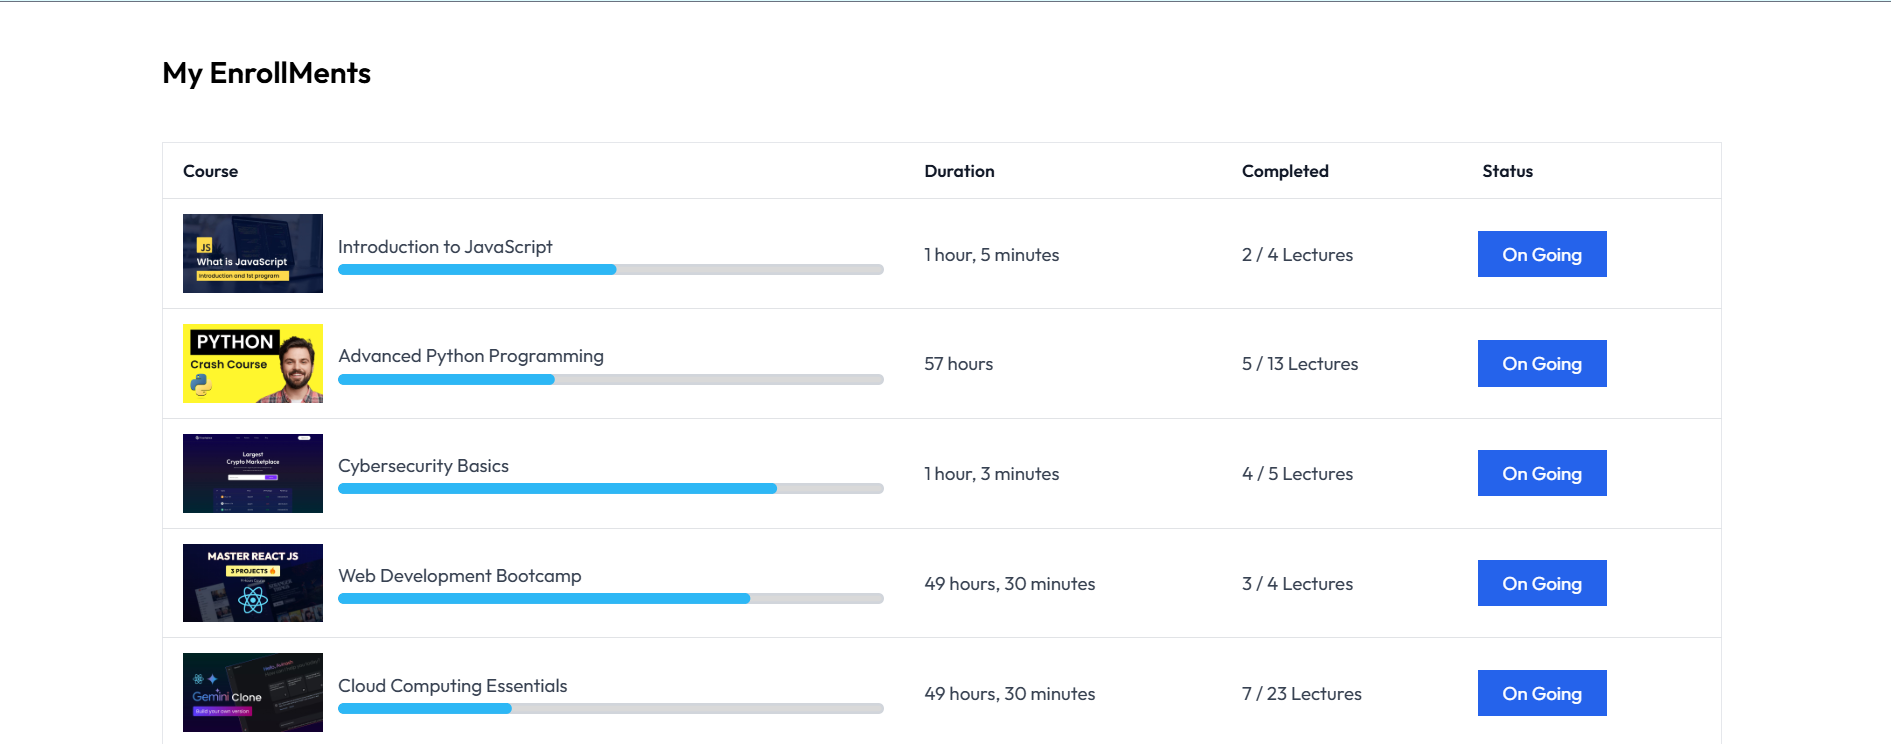 My EnrollMents
Course Duration Completed Status
JS
What is JavaScript
Introduction and 1st program
Introduction to JavaScript
1 hour, 5 minutes
2 / 4 Lectures
On Going
PYTHON
Crash Course
Advanced Python Programming
57 hours
5 / 13 Lectures
On Going
Largest
Crypto Marketplace
Cybersecurity Basics
1 hour, 3 minutes
4 / 5 Lectures
On Going
MASTER REACT JS
3 PROJECTS
Web Development Bootcamp
49 hours, 30 minutes
3 / 4 Lectures
On Going
Gemini Clone
Build your own version
Cloud Computing Essentials
49 hours, 30 minutes
7 / 23 Lectures
On Going